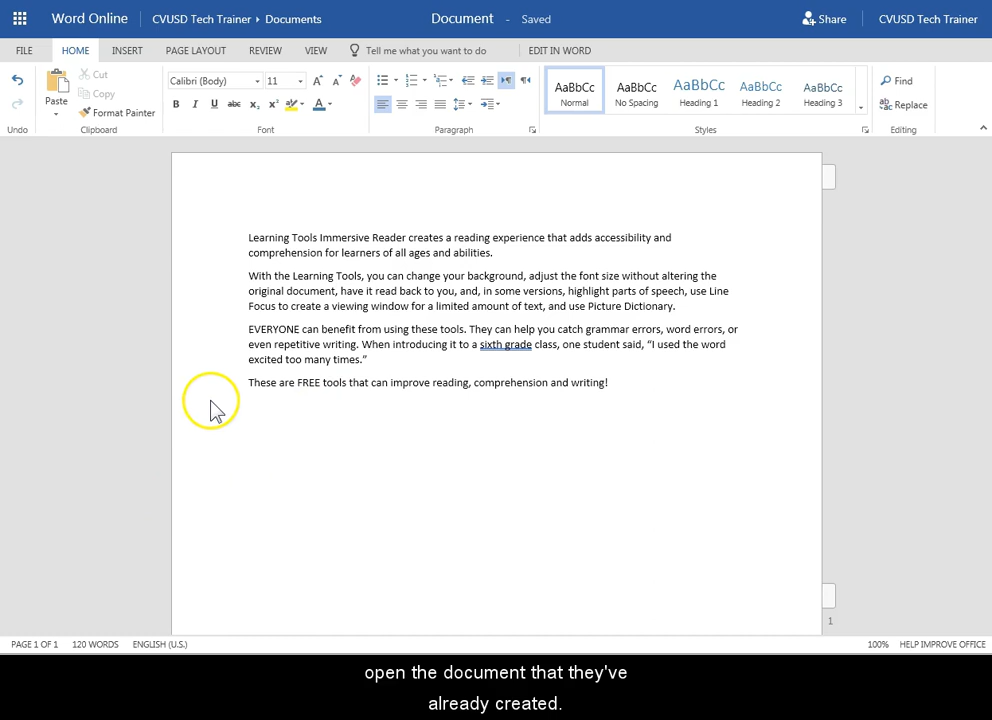 Word Online CVUSD Tech Trainer Documents Document - Saved Share CVUSD Tech Trainer
FILE HOME INSERT PAGE LAYOUT REVIEW VIEW Tell me what you want to do EDIT IN WORD
Paste Cut
Copy
Format Painter
Undo Clipboard
Calibri (Body) 11
B I U abc x₂ x² A
Font
Paragraph
AaBbCc AaBbCc AaBbCc AaBbCc AaBbCc
Normal No Spacing Heading 1 Heading 2 Heading 3
Styles
Find
Replace
Editing
Learning Tools Immersive Reader creates a reading experience that adds accessibility and
comprehension for learners of all ages and abilities.
With the Learning Tools, you can change your background, adjust the font size without altering the
original document, have it read back to you, and, in some versions, highlight parts of speech, use Line
Focus to create a viewing window for a limited amount of text, and use Picture Dictionary.
EVERYONE can benefit from using these tools. They can help you catch grammar errors, word errors, or
even repetitive writing. When introducing it to a sixth grade class, one student said, “I used the word
excited too many times.”
These are FREE tools that can improve reading, comprehension and writing!
1
PAGE 1 OF 1 120 WORDS ENGLISH (U.S.) 100% HELP IMPROVE OFFICE
open the document that they've
already created.